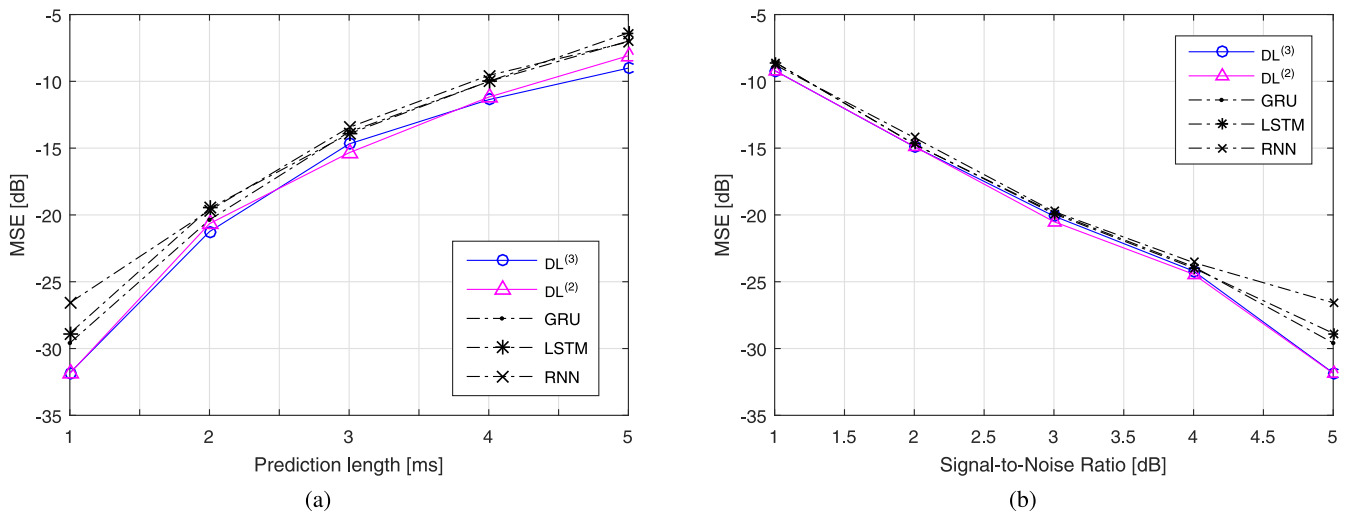 -5
-10
-15
-20
-25
-30
-35
MSE [dB]
1
2
3
4
5
Prediction length [ms]
DL(3)
DL(2)
GRU
LSTM
RNN
(a)
-5
-10
-15
-20
-25
-30
-35
MSE [dB]
1
1.5
2
2.5
3
3.5
4
4.5
5
Signal-to-Noise Ratio [dB]
DL(3)
DL(2)
GRU
LSTM
RNN
(b)